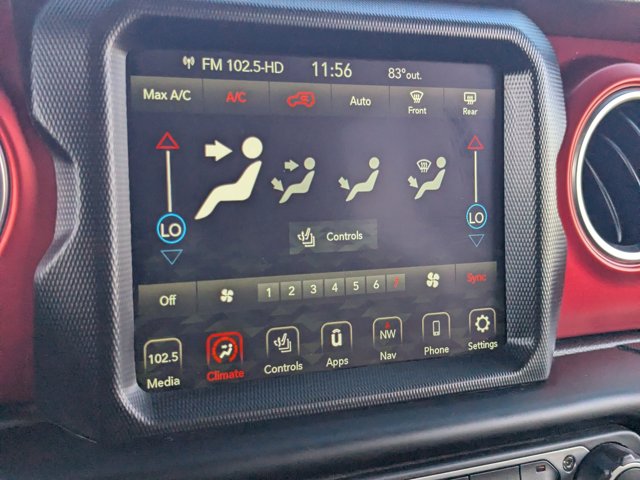 FM 102.5-HD 11:56 83°out.
Max A/C A/C Auto Front Rear
LO LO
Controls
Off 1 2 3 4 5 6 7 Sync
102.5 NW
Media Climate Controls Apps Nav Phone Settings